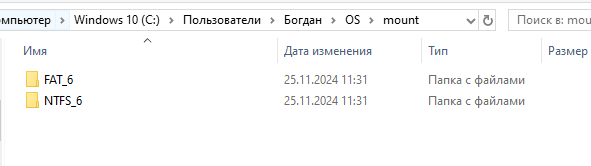 омпьютер > Windows 10 (C:) > Пользователи > Богдан > OS > mount
Поиск в: mou
Имя Дата изменения Тип Размер
FAT_6 25.11.2024 11:31 Папка с файлами
NTFS_6 25.11.2024 11:31 Папка с файлами